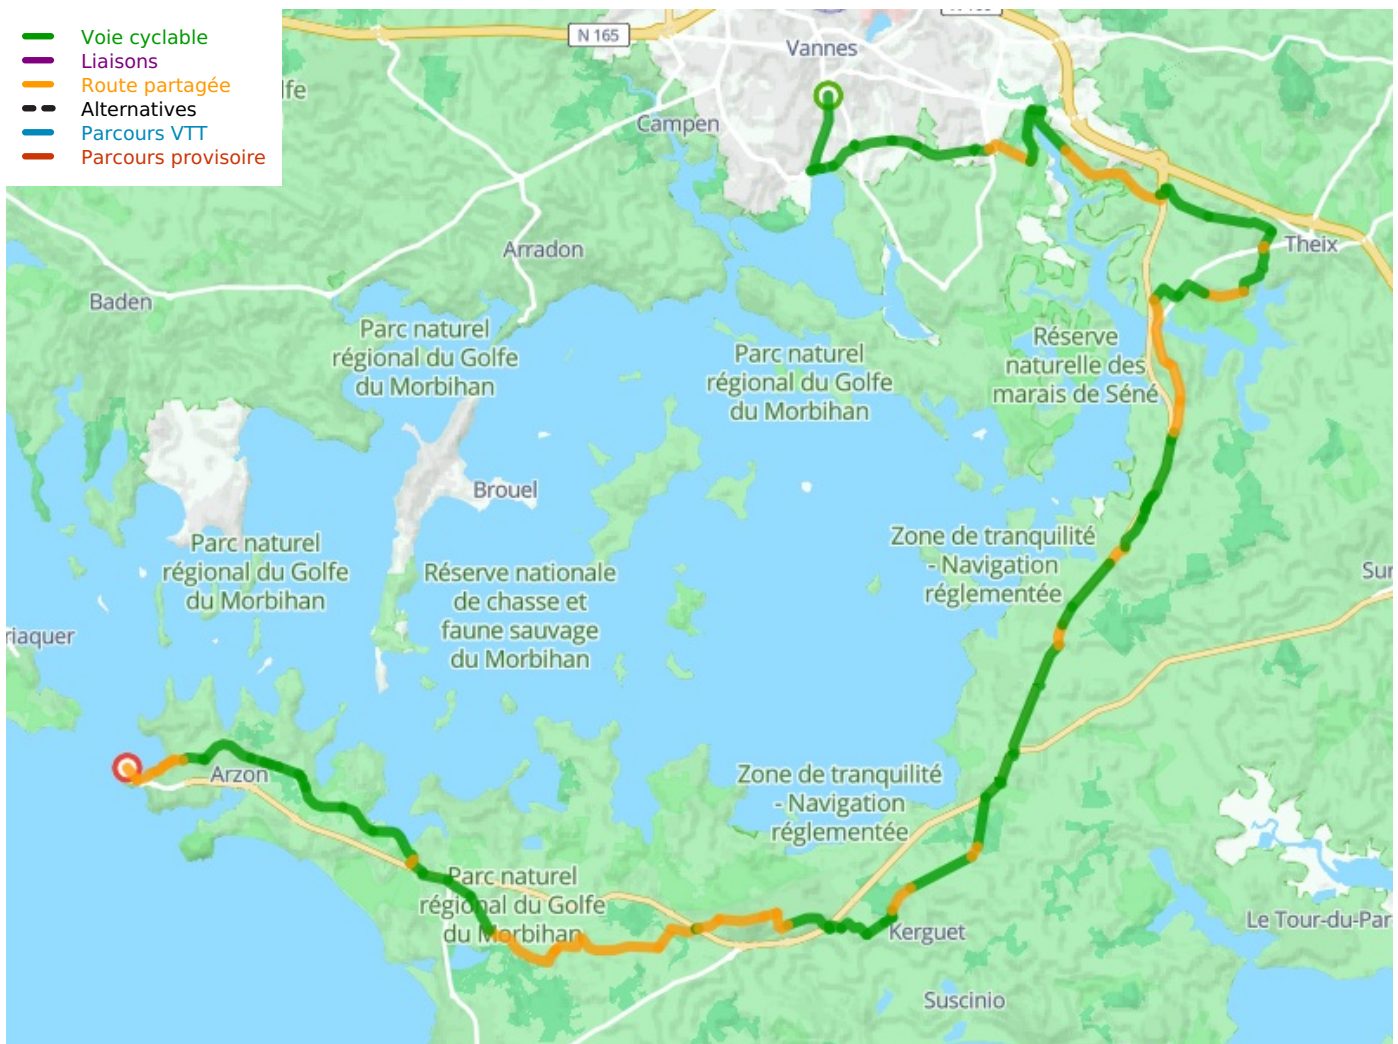 Voie cyclable
Liaisons
Route partagée
Alternatives
Parcours VTT
Parcours provisoire
lfe
N 165
Vannes
Campen
Arradon
Theix
Baden
Parc naturel
régional du Golfe
du Morbihan
Parc naturel
régional du Golfe
du Morbihan
Réserve
naturelle des
marais de Séné
Brouel
Parc naturel
régional du Golfe
du Morbihan
Réserve nationale
de chasse et
faune sauvage
du Morbihan
Zone de tranquilité
- Navigation
réglementée
Sur
riaquer
Arzon
Zone de tranquilité
- Navigation
réglementée
Parc naturel
régional du Golfe
du Morbihan
Kerguet
Le Tour-du-Par
Suscinio